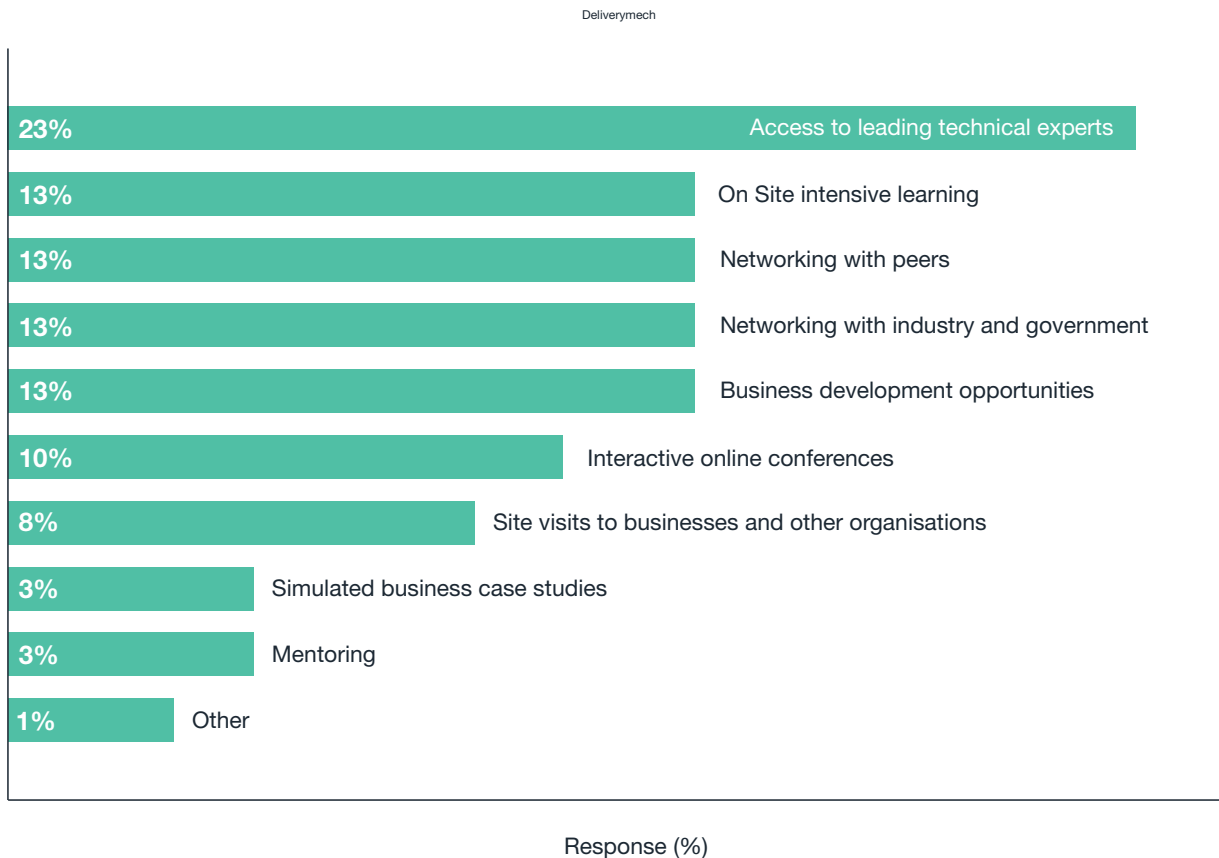 Deliverymech
23% Access to leading technical experts
13% On Site intensive learning
13% Networking with peers
13% Networking with industry and government
13% Business development opportunities
10% Interactive online conferences
8% Site visits to businesses and other organisations
3% Simulated business case studies
3% Mentoring
1% Other
Response (%)